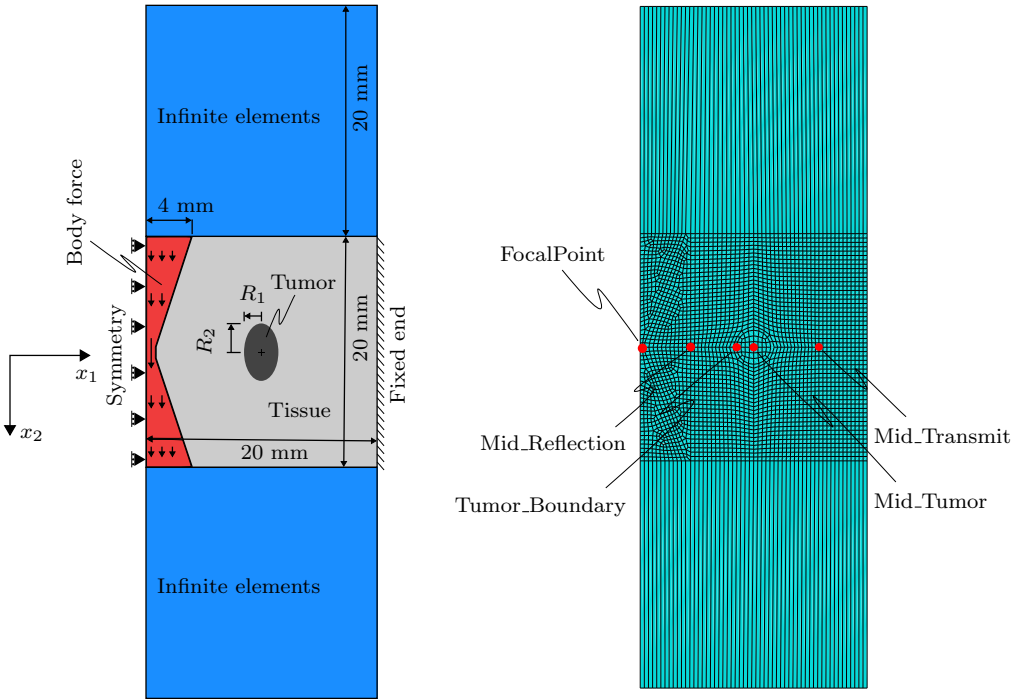 Infinite elements
20 mm
4 mm
Body force
Symmetry
x₁
x₂
R₁
R₂
Tumor
Tissue
20 mm
20 mm
Fixed end
Infinite elements
FocalPoint
Mid_Reflection
Tumor_Boundary
Mid_Transmit
Mid_Tumor